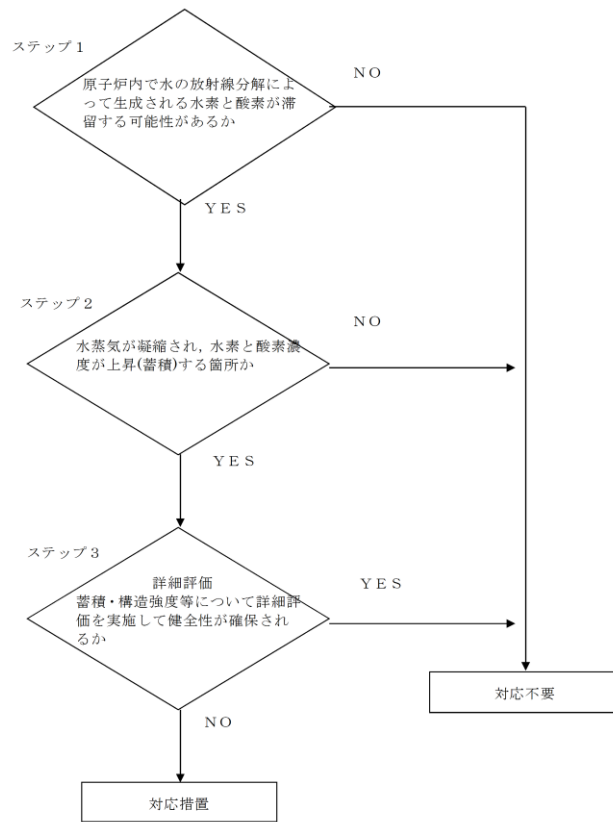 ステップ１
原子炉内で水の放射線分解によ
って生成される水素と酸素が滞
留する可能性があるか
ＮＯ
ＹＥＳ
ステップ２
水蒸気が凝縮され，水素と酸素濃
度が上昇(蓄積)する箇所か
ＮＯ
ＹＥＳ
ステップ３
詳細評価
蓄積・構造強度等について詳細評
価を実施して健全性が確保され
るか
ＹＥＳ
ＮＯ
対応不要
対応措置